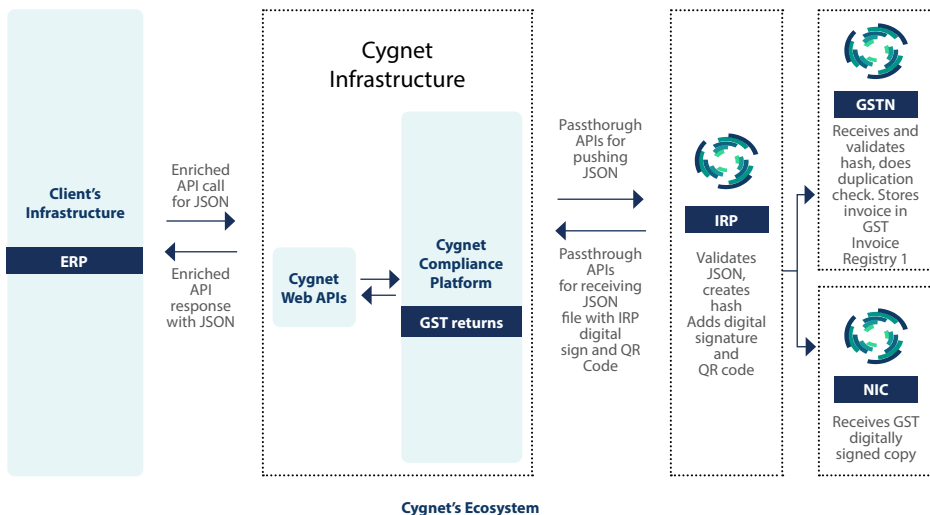 Client's
Infrastructure
ERP
Enriched
API call
for JSON
Enriched
API
response
with JSON
Cygnet
Infrastructure
Cygnet
Web APIs
Cygnet
Compliance
Platform
GST returns
Passthorugh
APIs for
pushing
JSON
Passthrough
APIs
for receiving
JSON
file with IRP
digital
sign and QR
Code
IRP
Validates
JSON,
creates
hash
Adds digital
signature
and
QR code
GSTN
Receives and
validates
hash, does
duplication
check. Stores
invoice in
GST
Invoice
Registry 1
NIC
Receives GST
digitally
signed copy
Cygnet's Ecosystem